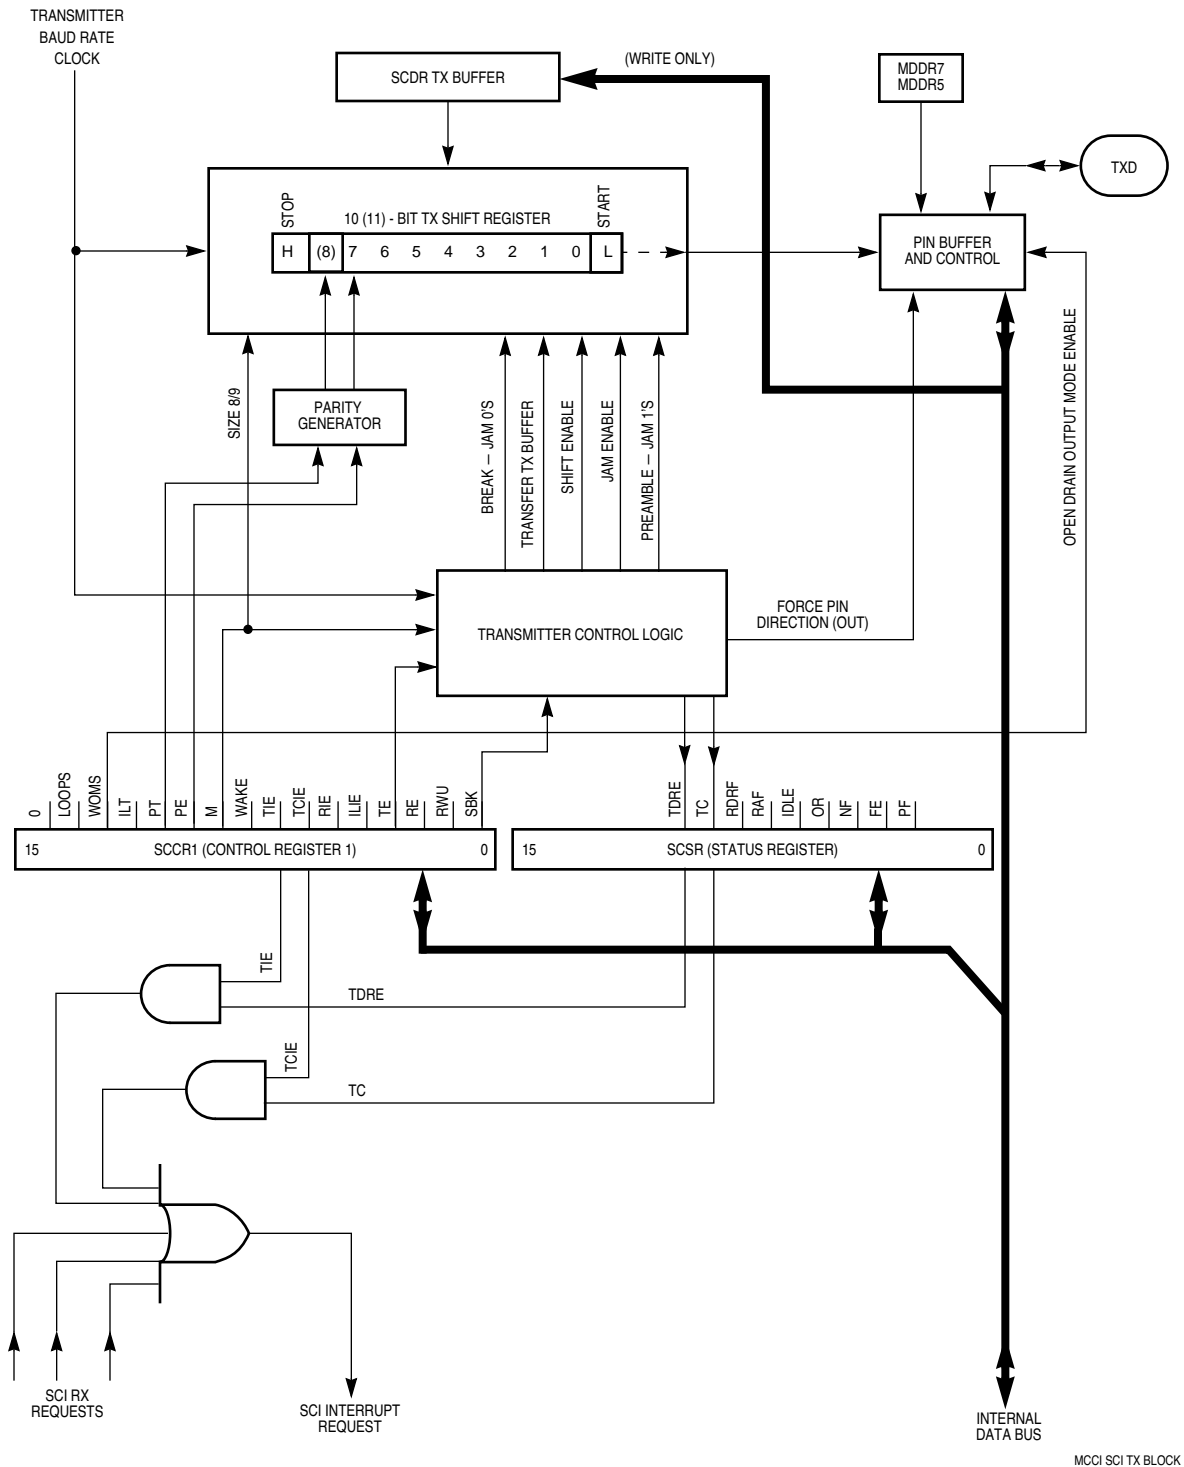 TRANSMITTER
BAUD RATE
CLOCK
SCDR TX BUFFER
(WRITE ONLY)
MDDR7
MDDR5
TXD
STOP
10 (11) - BIT TX SHIFT REGISTER
START
H (8) 7 6 5 4 3 2 1 0 L
PIN BUFFER
AND CONTROL
SIZE 8/9
PARITY
GENERATOR
BREAK — JAM 0'S
TRANSFER TX BUFFER
SHIFT ENABLE
JAM ENABLE
PREAMBLE — JAM 1'S
OPEN DRAIN OUTPUT MODE ENABLE
TRANSMITTER CONTROL LOGIC
FORCE PIN
DIRECTION (OUT)
0
LOOPS
WOMS
ILT
PT
PE
M
WAKE
TIE
TCIE
RIE
ILIE
TE
RE
RWU
SBK
TDRE
TC
RDRF
RAF
IDLE
OR
NF
FE
PF
15 SCCR1 (CONTROL REGISTER 1) 0
15 SCSR (STATUS REGISTER) 0
TIE
TDRE
TCIE
TC
SCI RX
REQUESTS
SCI INTERRUPT
REQUEST
INTERNAL
DATA BUS
MCCI SCI TX BLOCK